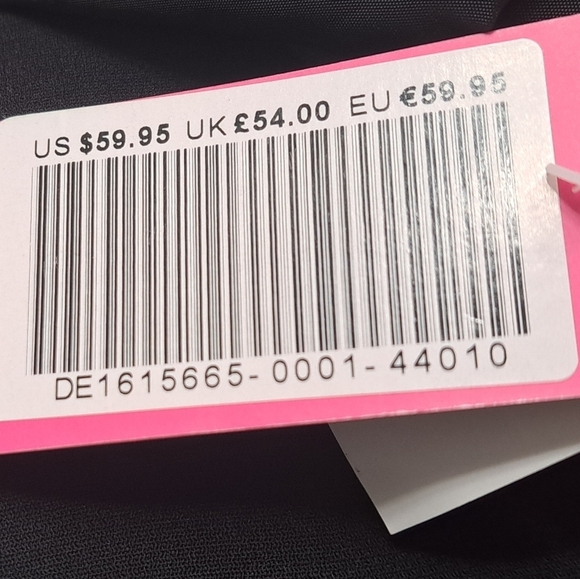 US $59.95 UK £54.00 EU €59.95
DE1615665-0001-44010